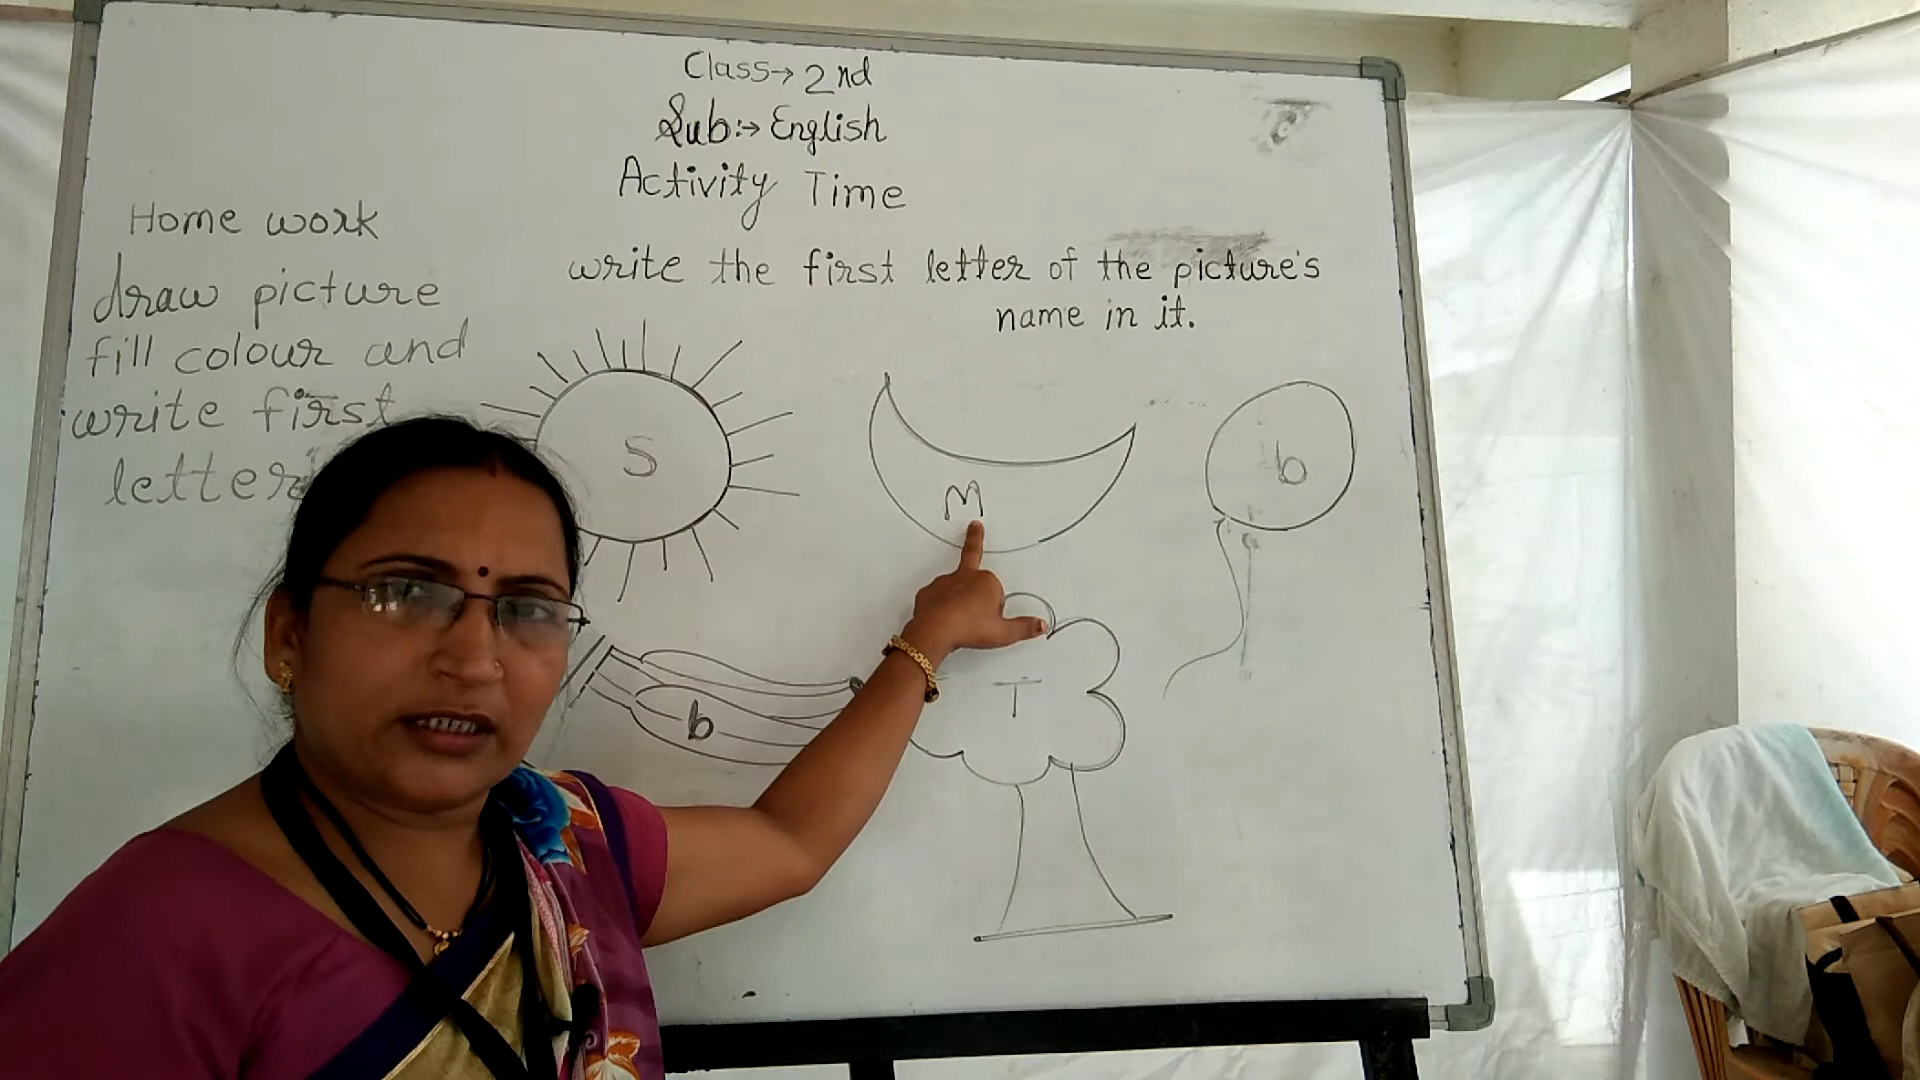 Class→ 2nd
Sub:→ English
Activity Time
Home work
draw picture
fill colour and
write first
letter
write the first letter of the picture's
name in it.
S
M
b
b
T